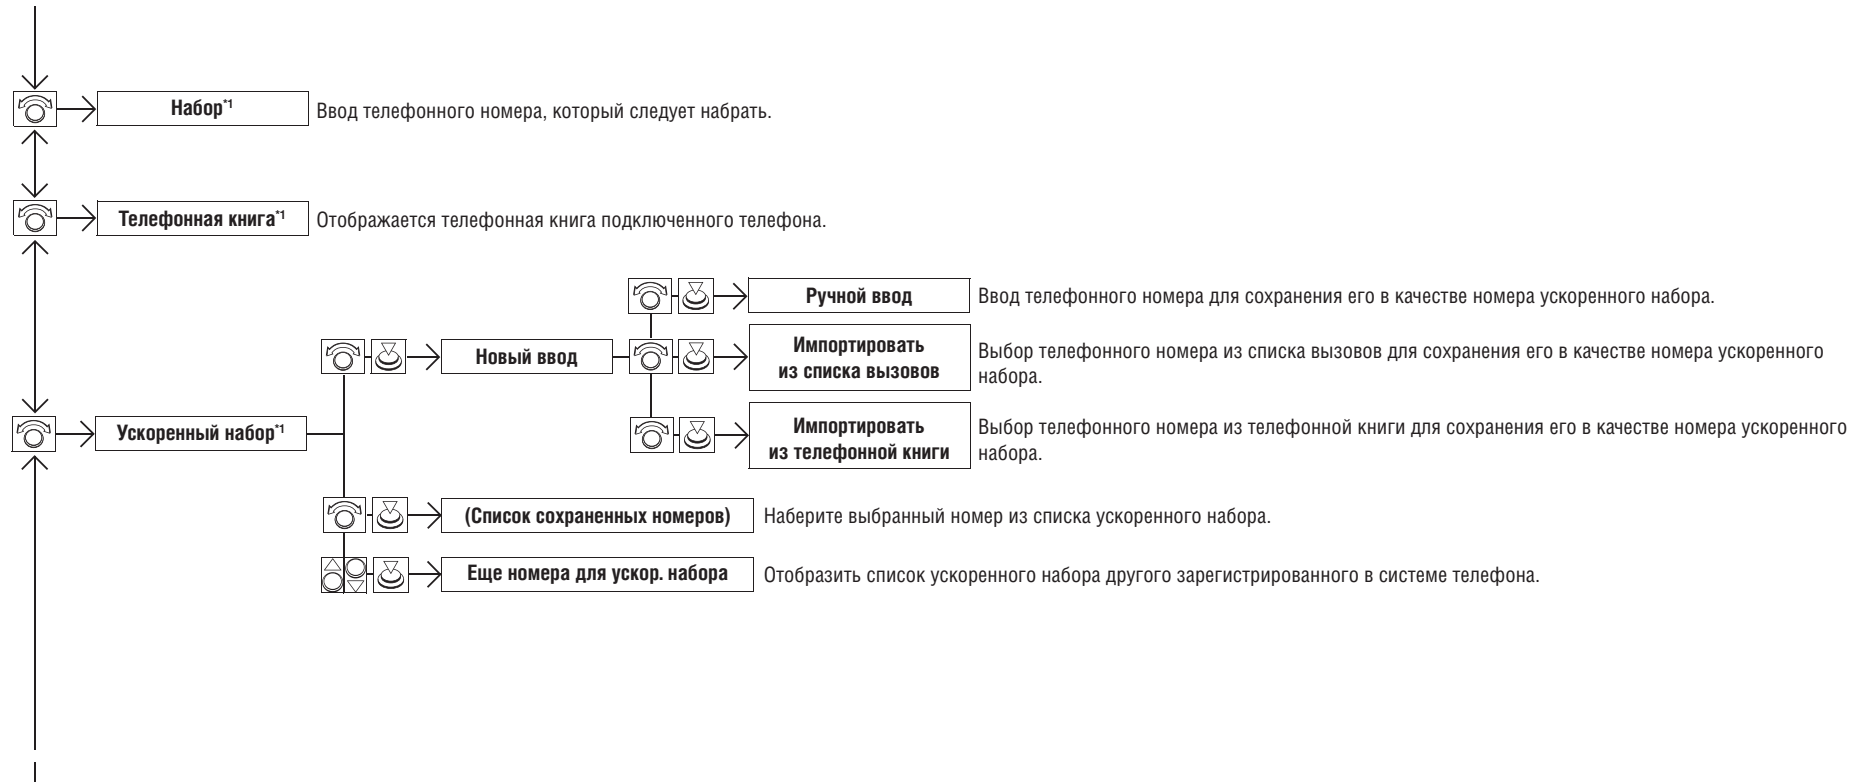 Набор*1
Ввод телефонного номера, который следует набрать.
Телефонная книга*1
Отображается телефонная книга подключенного телефона.
Ручной ввод
Ввод телефонного номера для сохранения его в качестве номера ускоренного набора.
Новый ввод
Импортировать
из списка вызовов
Выбор телефонного номера из списка вызовов для сохранения его в качестве номера ускоренного
набора.
Ускоренный набор*1
Импортировать
из телефонной книги
Выбор телефонного номера из телефонной книги для сохранения его в качестве номера ускоренного
набора.
(Список сохраненных номеров)
Наберите выбранный номер из списка ускоренного набора.
Еще номера для ускор. набора
Отобразить список ускоренного набора другого зарегистрированного в системе телефона.